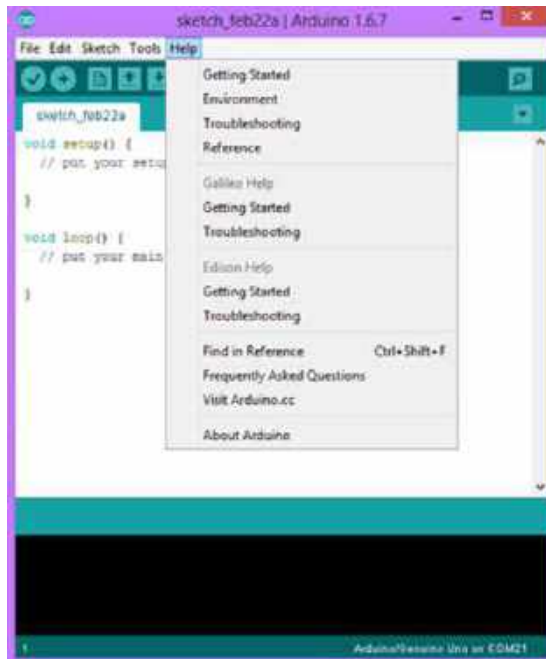 sketch_feb22a | Arduino 1.6.7
File Edit Sketch Tools Help
sketch_feb22a
void setup() {
// put your setup
}
void loop() {
// put your main
}
Getting Started
Environment
Troubleshooting
Reference
Galileo Help
Getting Started
Troubleshooting
Edison Help
Getting Started
Troubleshooting
Find in Reference Ctrl+Shift+F
Frequently Asked Questions
Visit Arduino.cc
About Arduino
1 Arduino/Genuino Uno on COM21